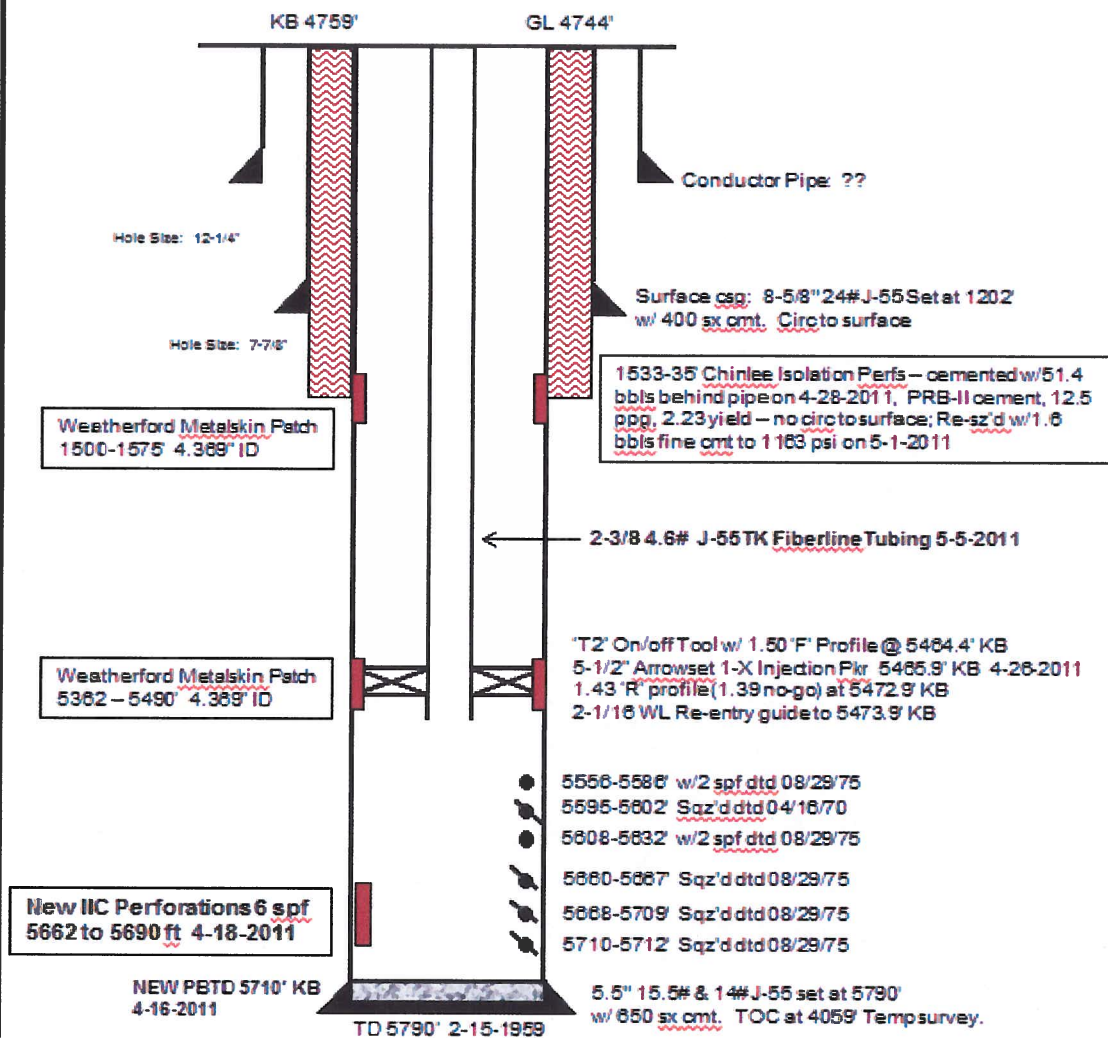 KB 4759' GL 4744'
Conductor Pipe: ??
Hole Size: 12-1/4"
Surface csg: 8-5/8" 24# J-55 Set at 1202'
w/ 400 sx cmt. Circ to surface
Hole Size: 7-7/8"
1533-35' Chinlee Isolation Perfs – cemented w/51.4
bbls behind pipe on 4-28-2011, PRB-II cement, 12.5
ppg, 2.23 yield – no circ to surface; Re-sz'd w/1.6
bbls fine cmt to 1163 psi on 5-1-2011
Weatherford Metalskin Patch
1500-1575' 4.369" ID
2-3/8 4.6# J-55 TK Fiberline Tubing 5-5-2011
"T2" On/off Tool w/ 1.50 "F" Profile @ 5464.4' KB
5-1/2" Arrowset 1-X Injection Pkr 5465.9' KB 4-26-2011
1.43 "R" profile (1.39 no-go) at 5472.9' KB
2-1/16 WL Re-entry guide to 5473.9' KB
Weatherford Metalskin Patch
5362 – 5490' 4.369" ID
5556-5586' w/2 spf dtd 08/29/75
5595-5602' Sqz'd dtd 04/16/70
5608-5632' w/2 spf dtd 08/29/75
5660-5667' Sqz'd dtd 08/29/75
5668-5709' Sqz'd dtd 08/29/75
5710-5712' Sqz'd dtd 08/29/75
New IIC Perforations 6 spf
5662 to 5690 ft 4-18-2011
NEW PBTD 5710' KB
4-16-2011
5.5" 15.5# & 14# J-55 set at 5790'
w/ 650 sx cmt. TOC at 4059' Temp survey.
TD 5790' 2-15-1959